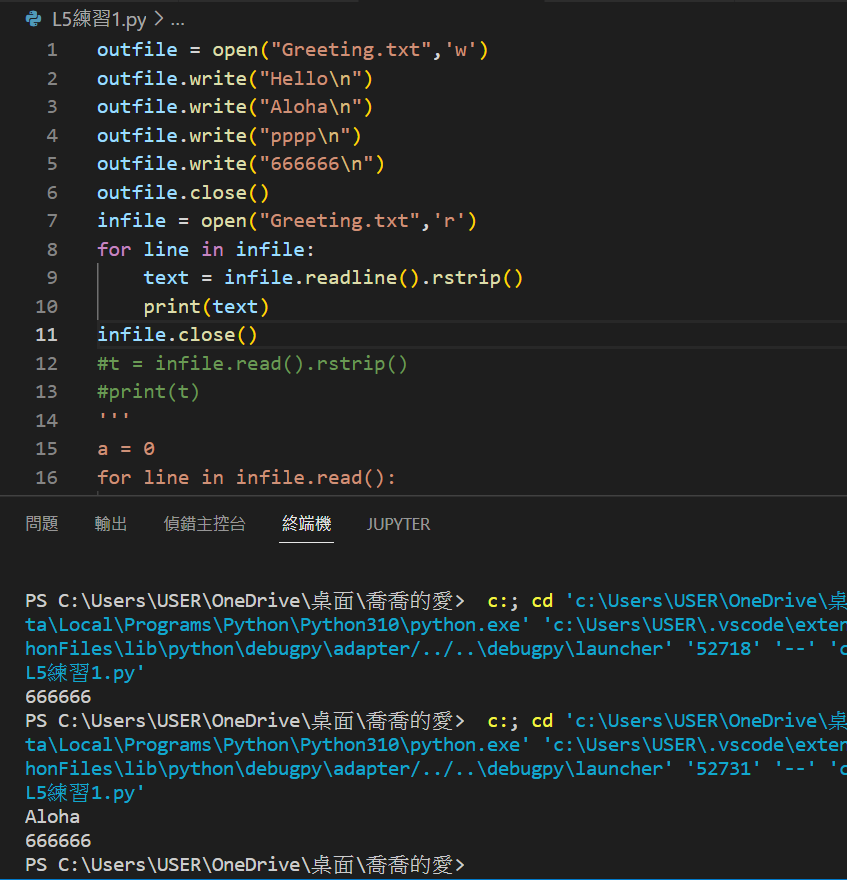 L5練習1.py > ...
1 outfile = open("Greeting.txt",'w')
2 outfile.write("Hello\n")
3 outfile.write("Aloha\n")
4 outfile.write("pppp\n")
5 outfile.write("666666\n")
6 outfile.close()
7 infile = open("Greeting.txt",'r')
8 for line in infile:
9     text = infile.readline().rstrip()
10     print(text)
11 infile.close()
12 #t = infile.read().rstrip()
13 #print(t)
14 '''
15 a = 0
16 for line in infile.read():
問題 輸出 偵錯主控台 終端機 JUPYTER
PS C:\Users\USER\OneDrive\桌面\喬喬的愛>  c:; cd 'c:\Users\USER\OneDrive\桌
ta\Local\Programs\Python\Python310\python.exe' 'c:\Users\USER\.vscode\exten
honFiles\lib\python\debugpy\adapter/../..\debugpy\launcher' '52718' '--' 'c
L5練習1.py'
666666
PS C:\Users\USER\OneDrive\桌面\喬喬的愛>  c:; cd 'c:\Users\USER\OneDrive\桌
ta\Local\Programs\Python\Python310\python.exe' 'c:\Users\USER\.vscode\exten
honFiles\lib\python\debugpy\adapter/../..\debugpy\launcher' '52731' '--' 'c
L5練習1.py'
Aloha
666666
PS C:\Users\USER\OneDrive\桌面\喬喬的愛>